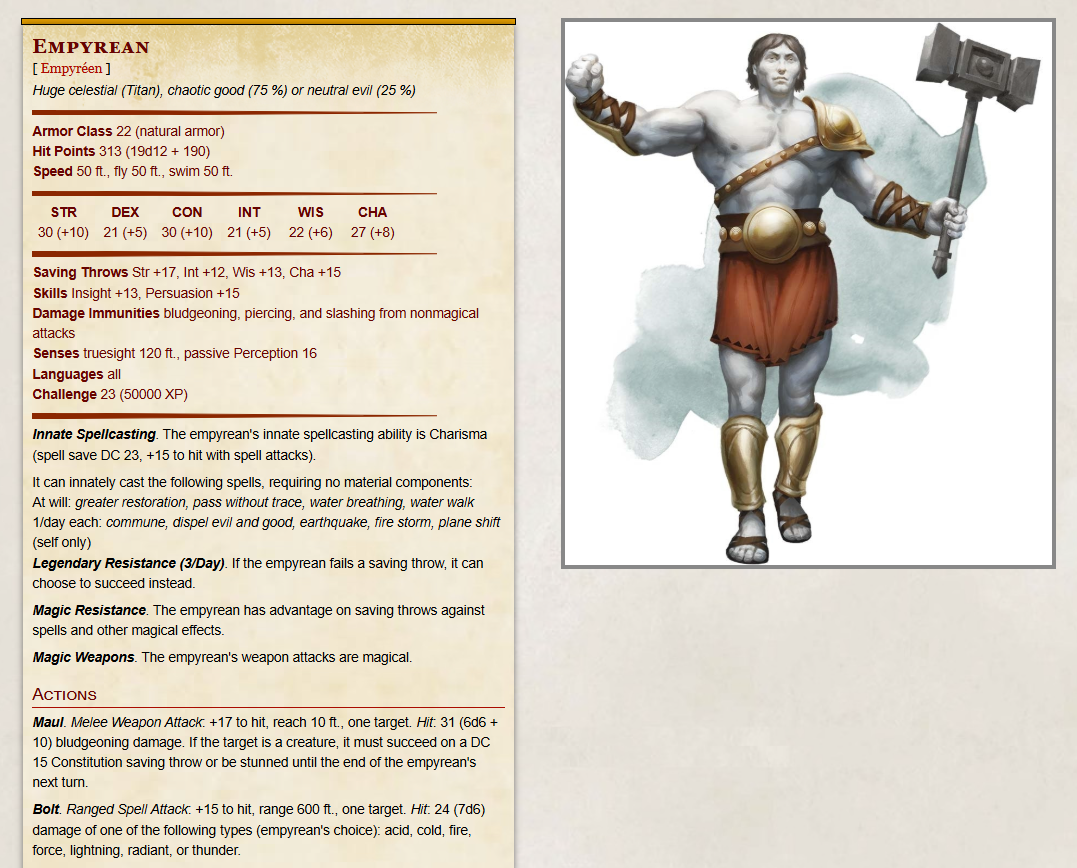 Empyrean
[ Empyréen ]
Huge celestial (Titan), chaotic good (75 %) or neutral evil (25 %)
Armor Class 22 (natural armor)
Hit Points 313 (19d12 + 190)
Speed 50 ft., fly 50 ft., swim 50 ft.
STR DEX CON INT WIS CHA
30 (+10) 21 (+5) 30 (+10) 21 (+5) 22 (+6) 27 (+8)
Saving Throws Str +17, Int +12, Wis +13, Cha +15
Skills Insight +13, Persuasion +15
Damage Immunities bludgeoning, piercing, and slashing from nonmagical
attacks
Senses truesight 120 ft., passive Perception 16
Languages all
Challenge 23 (50000 XP)
Innate Spellcasting. The empyrean's innate spellcasting ability is Charisma
(spell save DC 23, +15 to hit with spell attacks).
It can innately cast the following spells, requiring no material components:
At will: greater restoration, pass without trace, water breathing, water walk
1/day each: commune, dispel evil and good, earthquake, fire storm, plane shift
(self only)
Legendary Resistance (3/Day). If the empyrean fails a saving throw, it can
choose to succeed instead.
Magic Resistance. The empyrean has advantage on saving throws against
spells and other magical effects.
Magic Weapons. The empyrean's weapon attacks are magical.
Actions
Maul. Melee Weapon Attack: +17 to hit, reach 10 ft., one target. Hit: 31 (6d6 +
10) bludgeoning damage. If the target is a creature, it must succeed on a DC
15 Constitution saving throw or be stunned until the end of the empyrean's
next turn.
Bolt. Ranged Spell Attack: +15 to hit, range 600 ft., one target. Hit: 24 (7d6)
damage of one of the following types (empyrean's choice): acid, cold, fire,
force, lightning, radiant, or thunder.